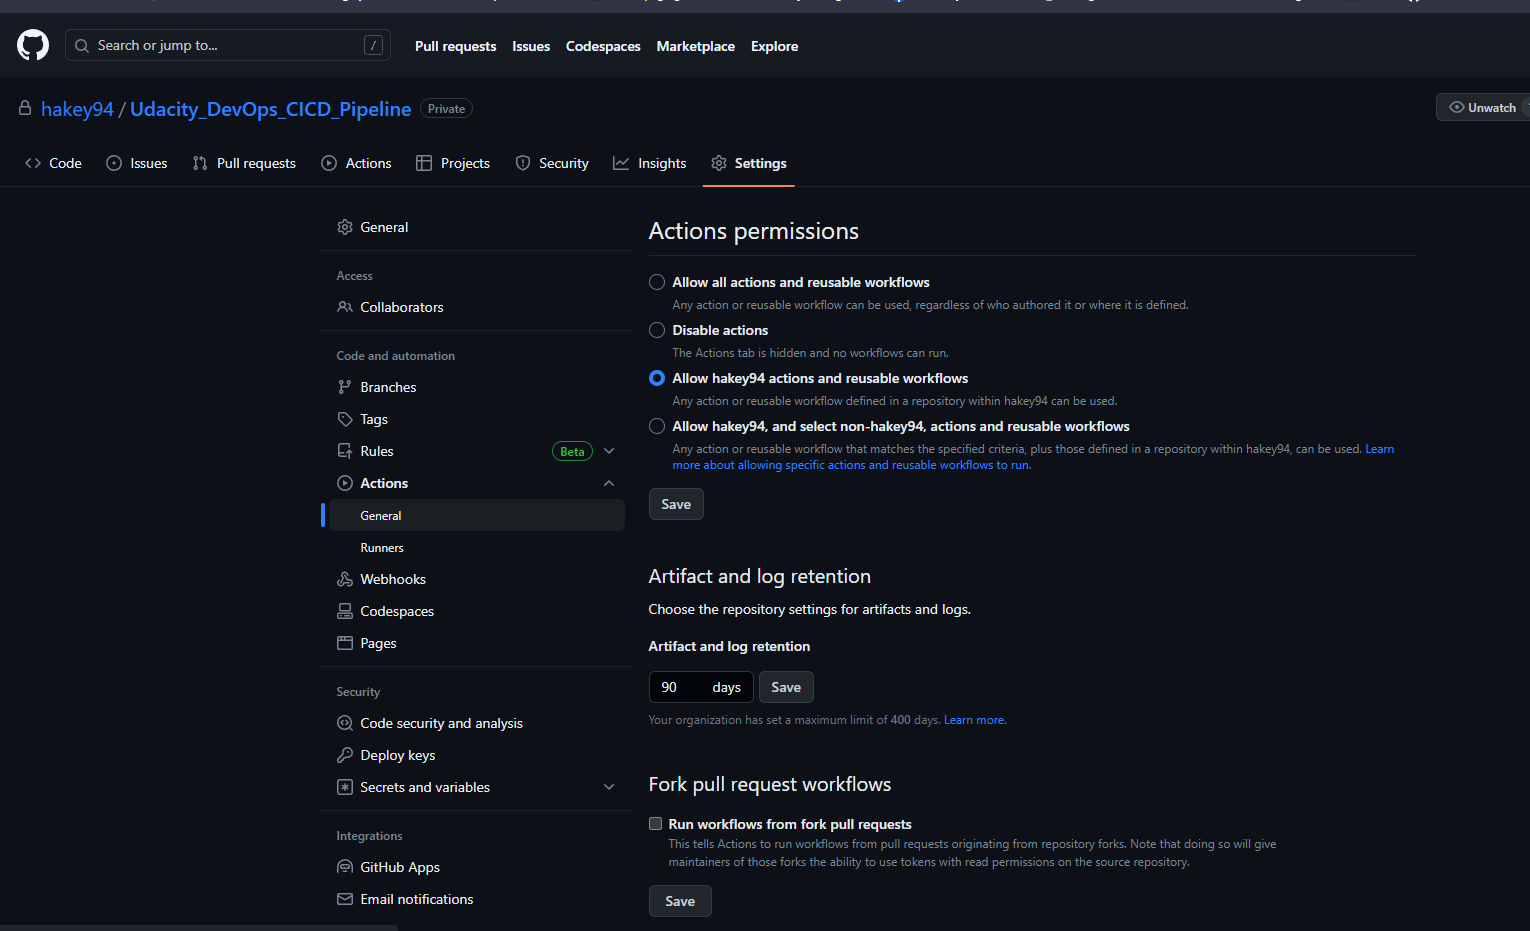 Search or jump to... /
Pull requests Issues Codespaces Marketplace Explore
hakey94 / Udacity_DevOps_CICD_Pipeline Private
Unwatch
Code Issues Pull requests Actions Projects Security Insights Settings
General
Access
Collaborators
Code and automation
Branches
Tags
Rules Beta
Actions
General
Runners
Webhooks
Codespaces
Pages
Security
Code security and analysis
Deploy keys
Secrets and variables
Integrations
GitHub Apps
Email notifications
Actions permissions
Allow all actions and reusable workflows
Any action or reusable workflow can be used, regardless of who authored it or where it is defined.
Disable actions
The Actions tab is hidden and no workflows can run.
Allow hakey94 actions and reusable workflows
Any action or reusable workflow defined in a repository within hakey94 can be used.
Allow hakey94, and select non-hakey94, actions and reusable workflows
Any action or reusable workflow that matches the specified criteria, plus those defined in a repository within hakey94, can be used. Learn
more about allowing specific actions and reusable workflows to run.
Save
Artifact and log retention
Choose the repository settings for artifacts and logs.
Artifact and log retention
90 days Save
Your organization has set a maximum limit of 400 days. Learn more.
Fork pull request workflows
Run workflows from fork pull requests
This tells Actions to run workflows from pull requests originating from repository forks. Note that doing so will give
maintainers of those forks the ability to use tokens with read permissions on the source repository.
Save